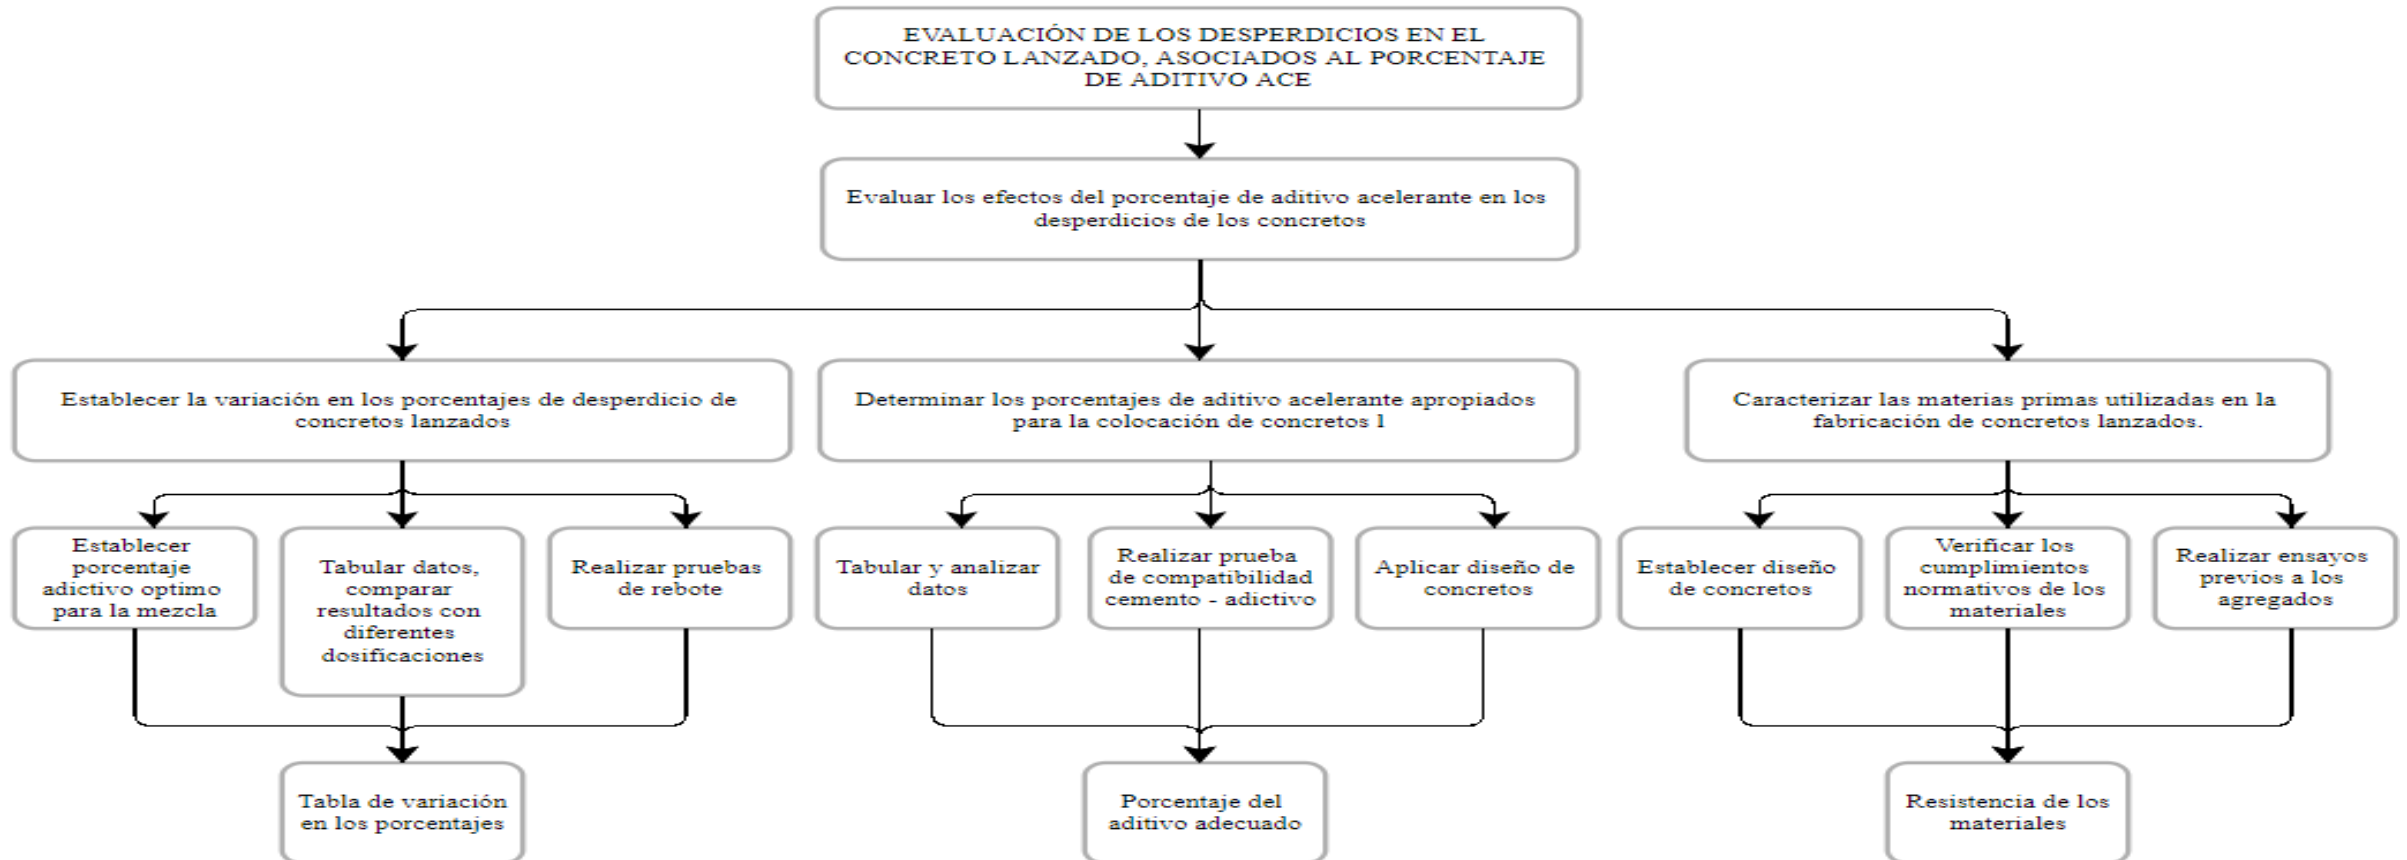 EVALUACIÓN DE LOS DESPERDICIOS EN EL
CONCRETO LANZADO, ASOCIADOS AL PORCENTAJE
DE ADITIVO ACE
Evaluar los efectos del porcentaje de aditivo acelerante en los
desperdicios de los concretos
Establecer la variación en los porcentajes de desperdicio de
concretos lanzados
Determinar los porcentajes de aditivo acelerante apropiados
para la colocación de concretos l
Caracterizar las materias primas utilizadas en la
fabricación de concretos lanzados.
Establecer
porcentaje
adictivo optimo
para la mezcla
Tabular datos,
comparar
resultados con
diferentes
dosificaciones
Realizar pruebas
de rebote
Tabular y analizar
datos
Realizar prueba
de compatibilidad
cemento - adictivo
Aplicar diseño de
concretos
Establecer diseño
de concretos
Verificar los
cumplimientos
normativos de los
materiales
Realizar ensayos
previos a los
agregados
Tabla de variación
en los porcentajes
Porcentaje del
aditivo adecuado
Resistencia de los
materiales